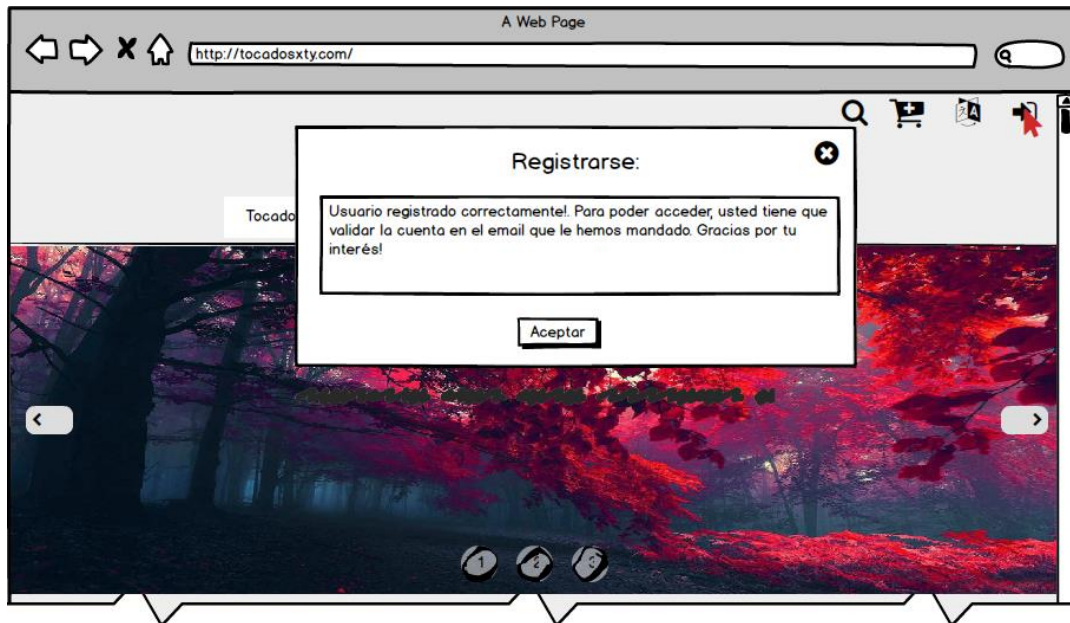 A Web Page
http://tocadosxty.com/
Registrarse:
Tocado
Usuario registrado correctamente!. Para poder acceder, usted tiene que
validar la cuenta en el email que le hemos mandado. Gracias por tu
interés!
Aceptar
1 2 3